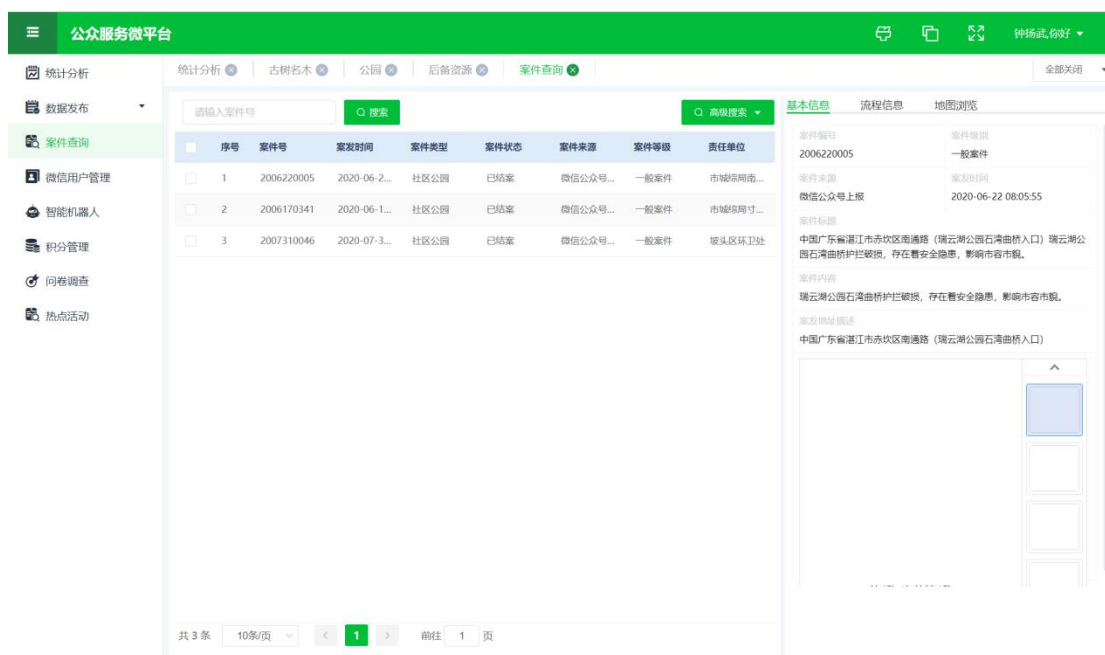 公众服务微平台
钟扬武,你好
统计分析
数据发布
案件查询
微信用户管理
智能机器人
积分管理
问卷调查
热点活动
统计分析 古树名木 公园 后备资源 案件查询 全部关闭
请输入案件号 搜索 高级搜索
序号 案件号 案发时间 案件类型 案件状态 案件来源 案件等级 责任单位
1 2006220005 2020-06-2... 社区公园 已结案 微信公众号... 一般案件 市城综局南...
2 2006170341 2020-06-1... 社区公园 已结案 微信公众号... 一般案件 市城综局寸...
3 2007310046 2020-07-3... 社区公园 已结案 微信公众号... 一般案件 坡头区环卫处
共 3 条 10条/页 1 前往 1 页
基本信息 流程信息 地图浏览
案件编号 案件级别
2006220005 一般案件
案件来源 案发时间
微信公众号上报 2020-06-22 08:05:55
案件标题
中国广东省湛江市赤坎区南通路（瑞云湖公园石湾曲桥入口）瑞云湖公
园石湾曲桥护拦破损，存在着安全隐患，影响市容市貌。
案件内容
瑞云湖公园石湾曲桥护拦破损，存在着安全隐患，影响市容市貌。
案发地址描述
中国广东省湛江市赤坎区南通路（瑞云湖公园石湾曲桥入口）